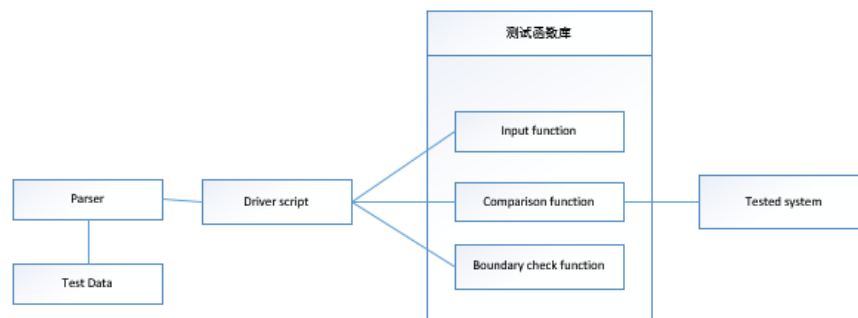 测试函数库
Input function
Parser
Driver script
Comparison function
Tested system
Boundary check function
Test Data